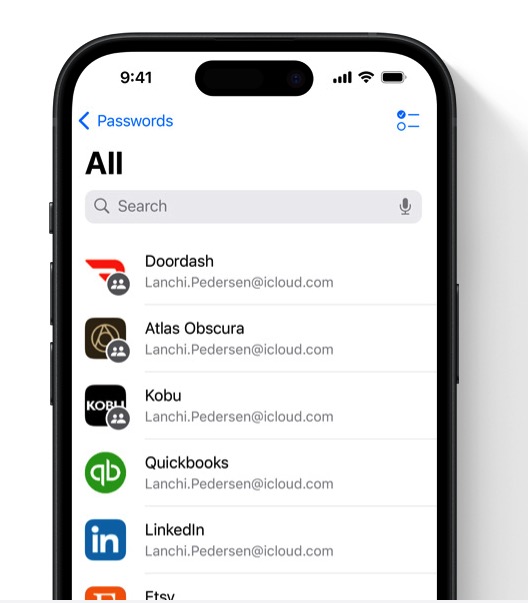 9:41
Passwords
All
Search
Doordash
Lanchi.Pedersen@icloud.com
Atlas Obscura
Lanchi.Pedersen@icloud.com
KOBU
Kobu
Lanchi.Pedersen@icloud.com
qb
Quickbooks
Lanchi.Pedersen@icloud.com
in
LinkedIn
Lanchi.Pedersen@icloud.com
E
Etsy